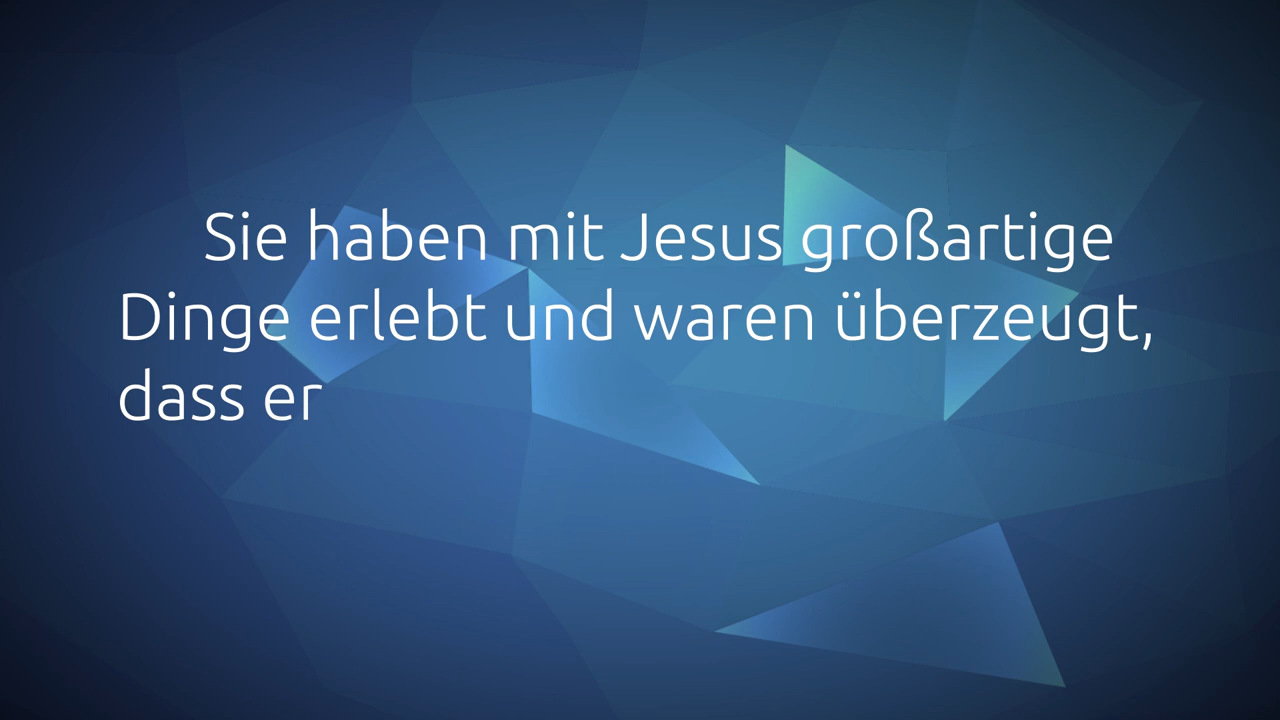 Sie haben mit Jesus großartige
Dinge erlebt und waren überzeugt,
dass er